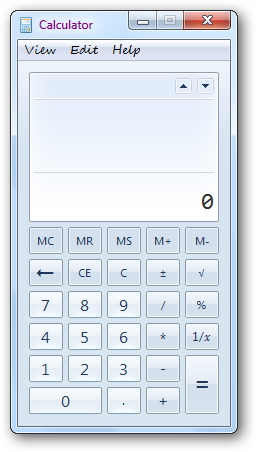 Calculator
View Edit Help
0
MC MR MS M+ M-
← CE C ± √
7 8 9 / %
4 5 6 * 1/x
1 2 3 - =
0 . +